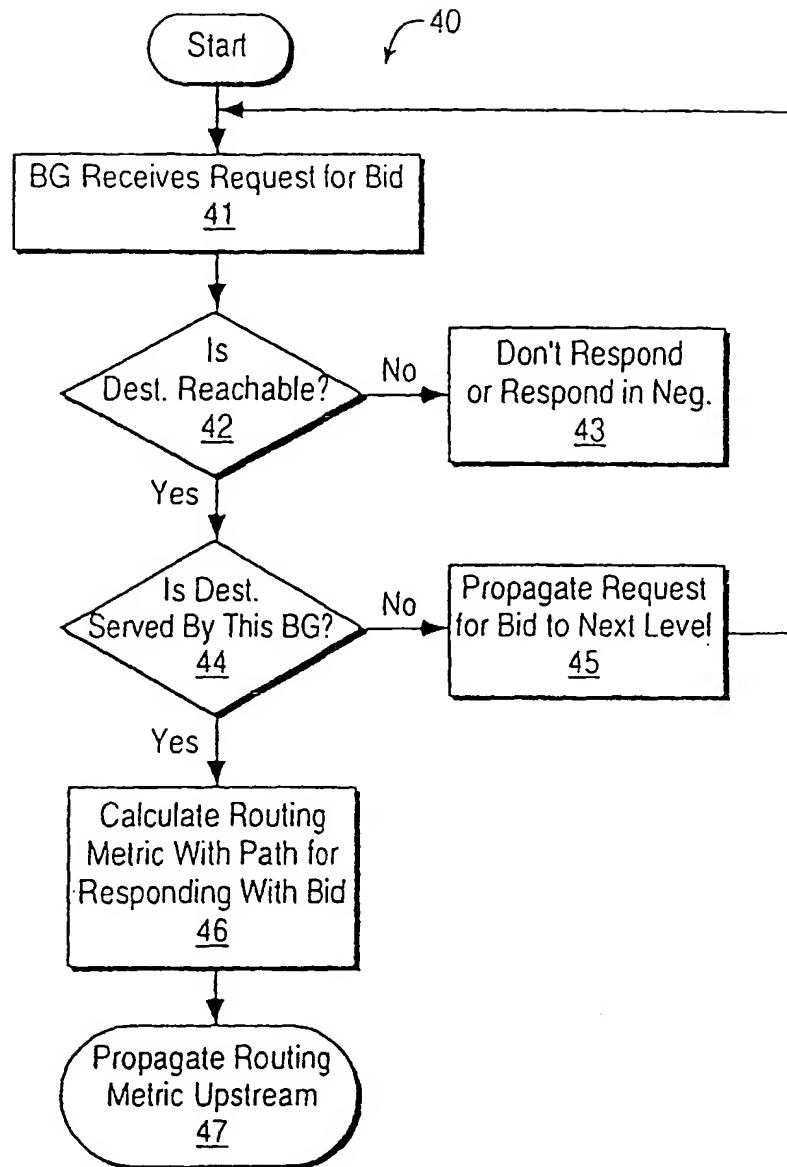 Start
40
BG Receives Request for Bid
41
Is
Dest. Reachable?
42
No
Don't Respond
or Respond in Neg.
43
Yes
Is Dest.
Served By This BG?
44
No
Propagate Request
for Bid to Next Level
45
Yes
Calculate Routing
Metric With Path for
Responding With Bid
46
Propagate Routing
Metric Upstream
47